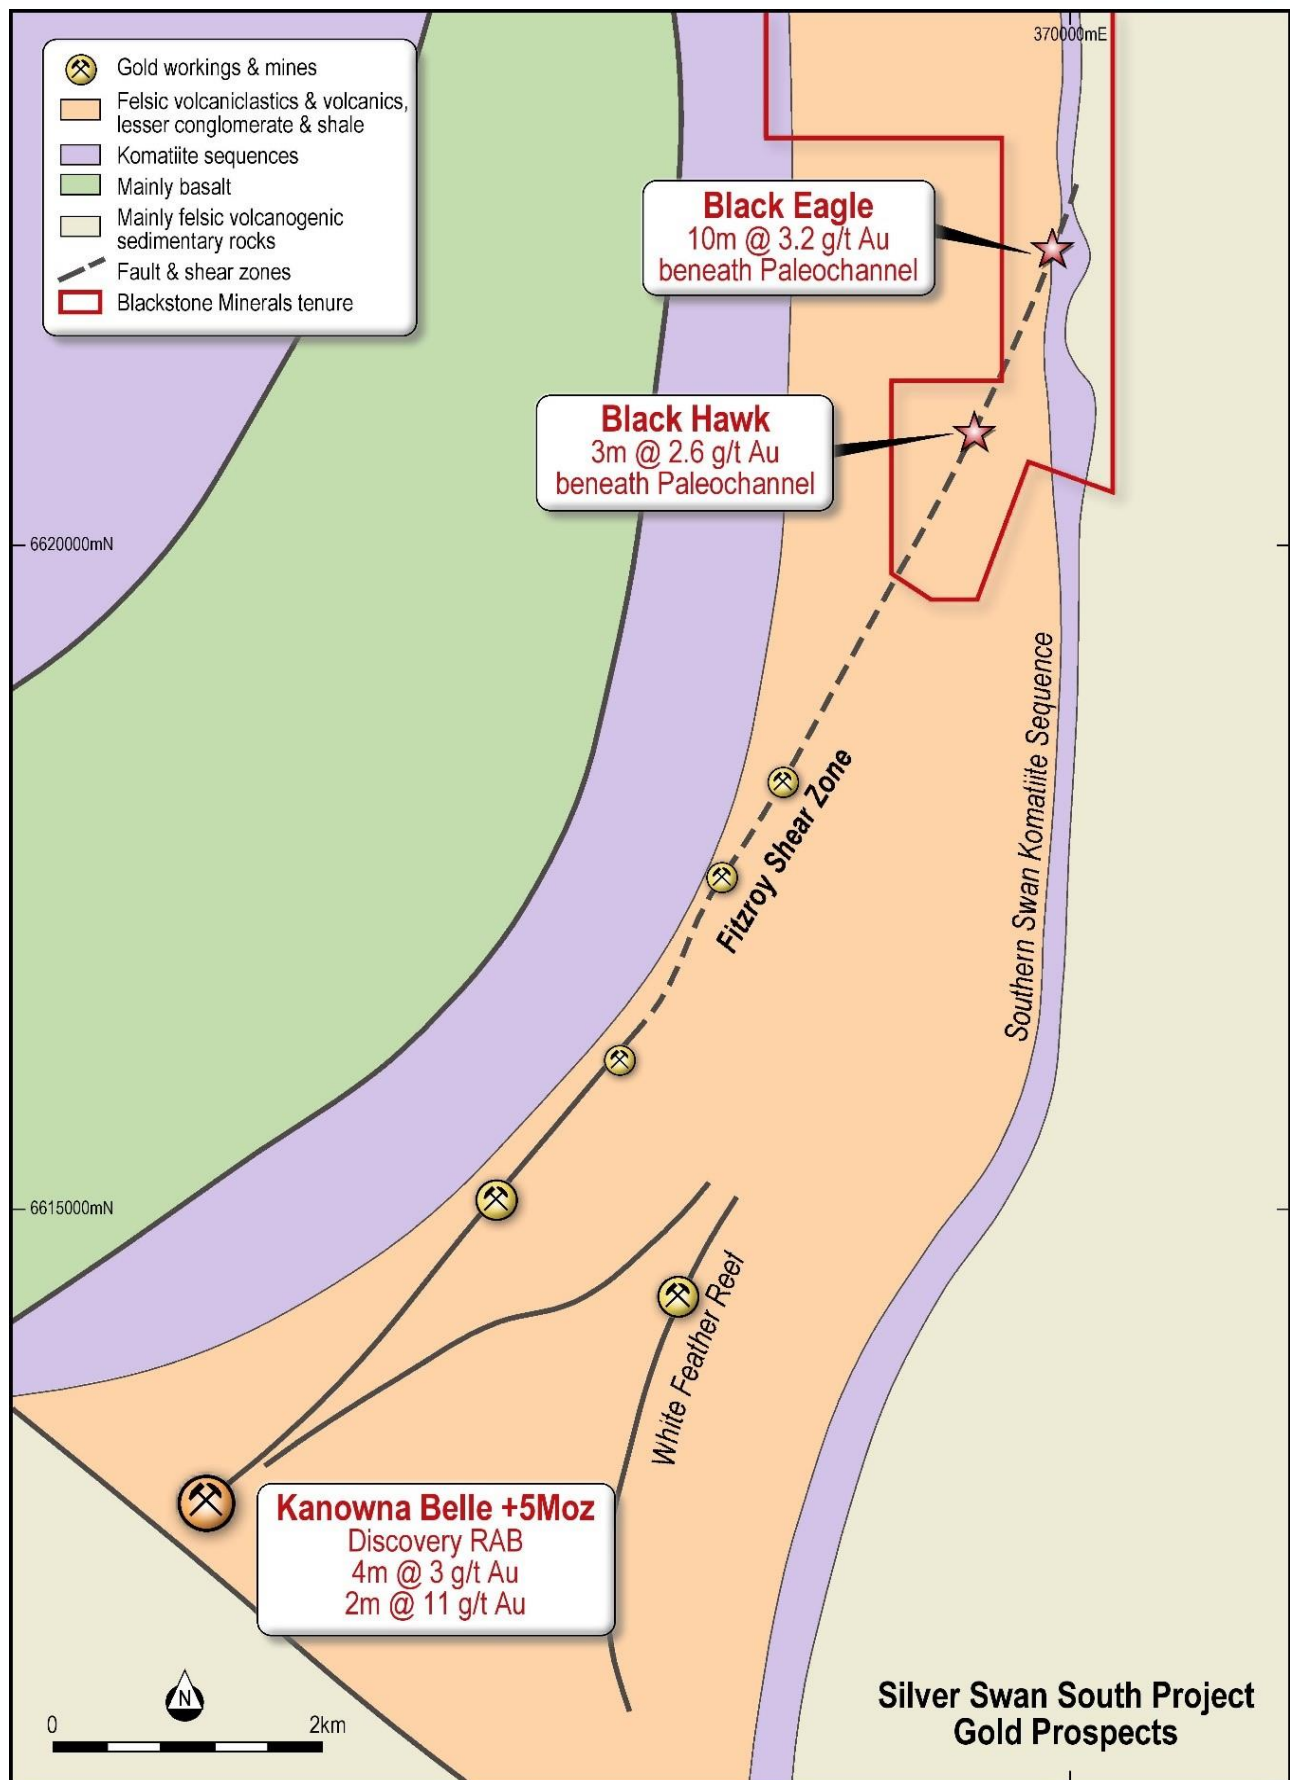 370000mE
Gold workings & mines
Felsic volcaniclastics & volcanics,
lesser conglomerate & shale
Komatiite sequences
Mainly basalt
Mainly felsic volcanogenic
sedimentary rocks
Fault & shear zones
Blackstone Minerals tenure
Black Eagle
10m @ 3.2 g/t Au
beneath Paleochannel
Black Hawk
3m @ 2.6 g/t Au
beneath Paleochannel
6620000mN
Southern Swan Komatiite Sequence
Fitzroy Shear Zone
6615000mN
White Feather Reef
Kanowna Belle +5Moz
Discovery RAB
4m @ 3 g/t Au
2m @ 11 g/t Au
N
0 2km
Silver Swan South Project
Gold Prospects